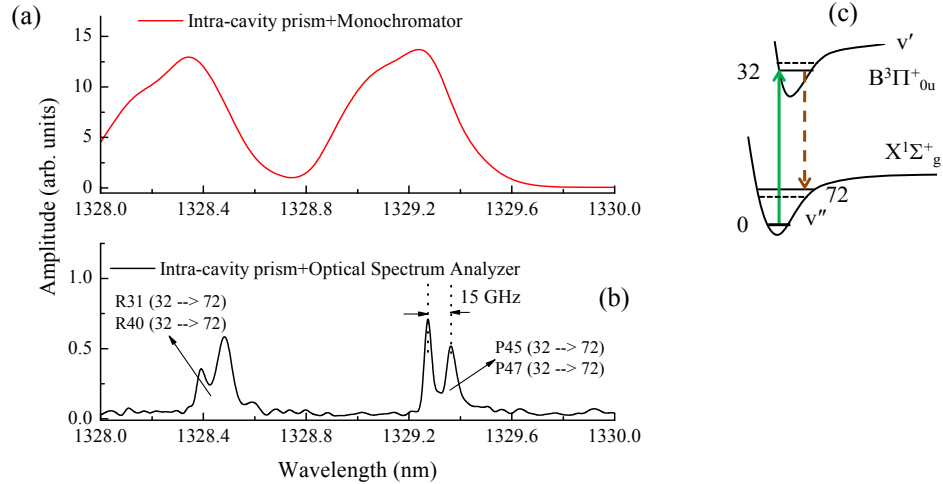 (a)
Intra-cavity prism+Monochromator
15
10
5
0
1328.0 1328.4 1328.8 1329.2 1329.6 1330.0
Amplitude (arb. units)
Intra-cavity prism+Optical Spectrum Analyzer
(b)
1.0
0.5
0.0
R31 (32 --> 72)
R40 (32 --> 72)
15 GHz
P45 (32 --> 72)
P47 (32 --> 72)
1328.0 1328.4 1328.8 1329.2 1329.6 1330.0
Wavelength (nm)
(c)
v′
32
B³Π⁺₀ᵤ
X¹Σ⁺g
72
v″
0